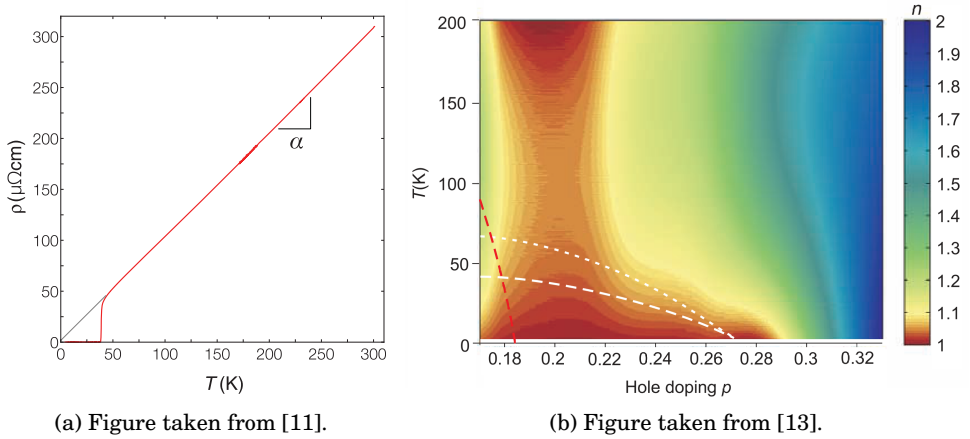 300
250
200
150
100
50
0
ρ (μΩcm)
α
0 50 100 150 200 250 300
T (K)
(a) Figure taken from [11].
200
150
100
50
0
T(K)
0.18 0.2 0.22 0.24 0.26 0.28 0.3 0.32
Hole doping p
n
2
1.9
1.8
1.7
1.6
1.5
1.4
1.3
1.2
1.1
1
(b) Figure taken from [13].